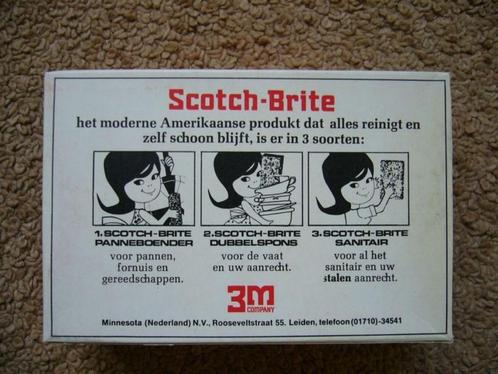 Scotch-Brite
het moderne Amerikaanse produkt dat alles reinigt en
zelf schoon blijft, is er in 3 soorten:
1. SCOTCH-BRITE
PANNEBOENDER
voor pannen,
fornuis en
gereedschappen.
2. SCOTCH-BRITE
DUBBELSPONS
voor de vaat
en uw aanrecht.
3. SCOTCH-BRITE
SANITAIR
voor al het
sanitair en uw
stalen aanrecht.
3M
COMPANY
Minnesota (Nederland) N.V., Rooseveltstraat 55. Leiden, telefoon (01710)-34541